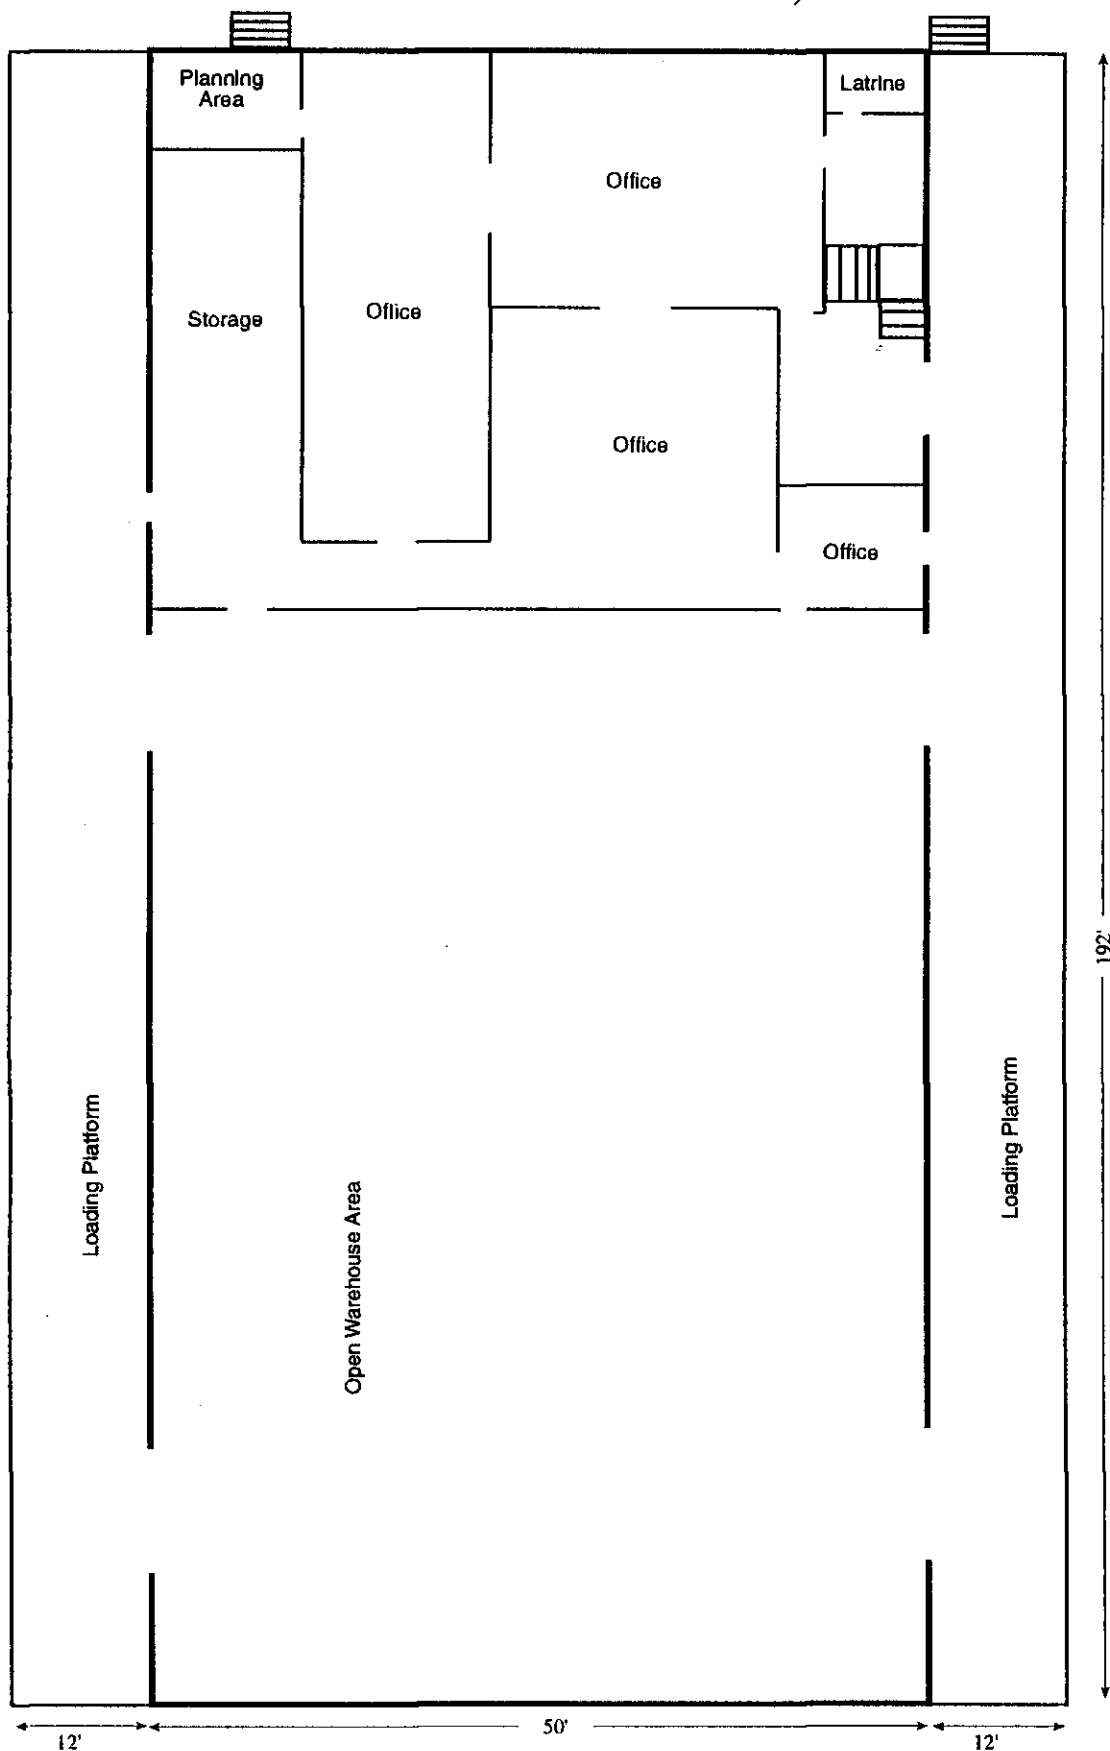 Planning
Area
Latrine
Office
Storage
Office
Office
Office
192'
Loading Platform
Loading Platform
Open Warehouse Area
50'
12'
12'